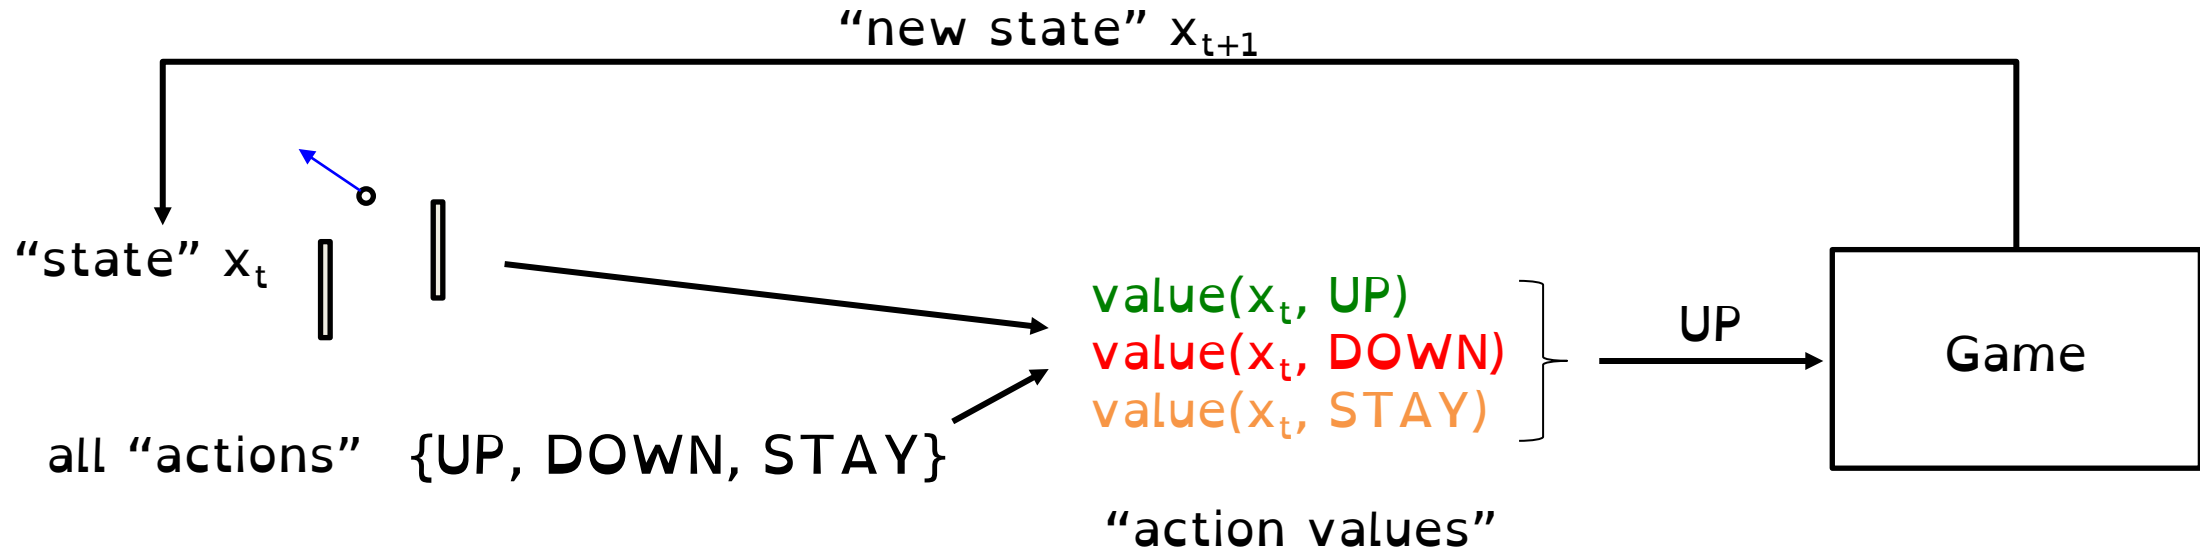 “new state” xₜ₊₁
“state” xₜ
value(xₜ, UP)
value(xₜ, DOWN)
value(xₜ, STAY)
UP
Game
all “actions” {UP, DOWN, STAY}
“action values”